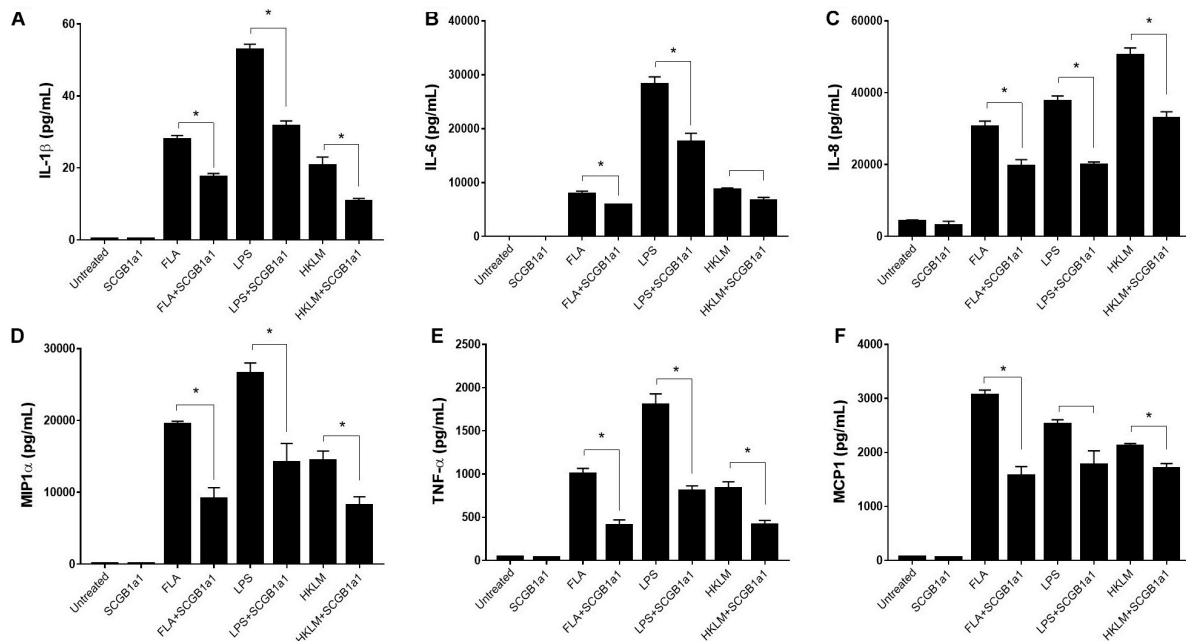 A
IL-1β (pg/mL)
60
40
20
0
*
*
*
Untreated
SCGB1a1
FLA
FLA+SCGB1a1
LPS
LPS+SCGB1a1
HKLM
HKLM+SCGB1a1
B
IL-6 (pg/mL)
40000
30000
20000
10000
0
*
*
Untreated
SCGB1a1
FLA
FLA+SCGB1a1
LPS
LPS+SCGB1a1
HKLM
HKLM+SCGB1a1
C
IL-8 (pg/mL)
60000
40000
20000
0
*
*
*
Untreated
SCGB1a1
FLA
FLA+SCGB1a1
LPS
LPS+SCGB1a1
HKLM
HKLM+SCGB1a1
D
MIP1α (pg/mL)
30000
20000
10000
0
*
*
*
Untreated
SCGB1a1
FLA
FLA+SCGB1a1
LPS
LPS+SCGB1a1
HKLM
HKLM+SCGB1a1
E
TNF-α (pg/mL)
2500
2000
1500
1000
500
0
*
*
*
Untreated
SCGB1a1
FLA
FLA+SCGB1a1
LPS
LPS+SCGB1a1
HKLM
HKLM+SCGB1a1
F
MCP1 (pg/mL)
4000
3000
2000
1000
0
*
*
Untreated
SCGB1a1
FLA
FLA+SCGB1a1
LPS
LPS+SCGB1a1
HKLM
HKLM+SCGB1a1